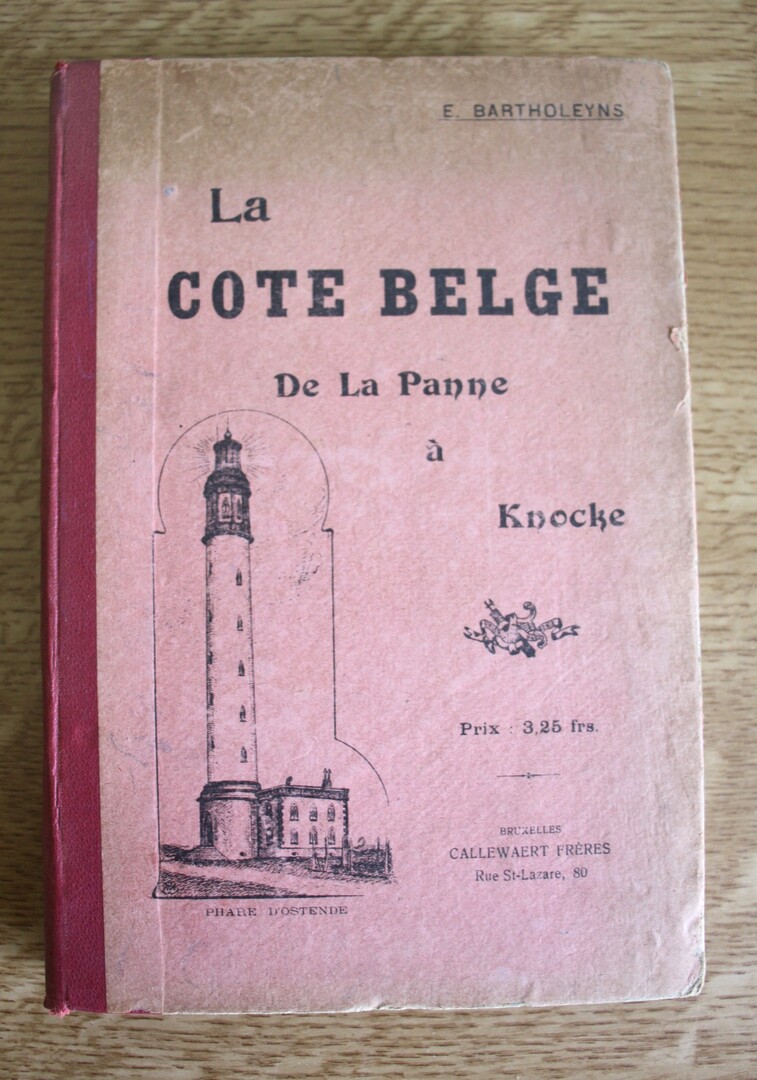 E. BARTHOLEYNS
La
COTE BELGE
De La Panne
à
Knocke
Prix : 3,25 frs.
BRUXELLES
CALLEWAERT FRÈRES
Rue St-Lazare, 80
PHARE D'OSTENDE